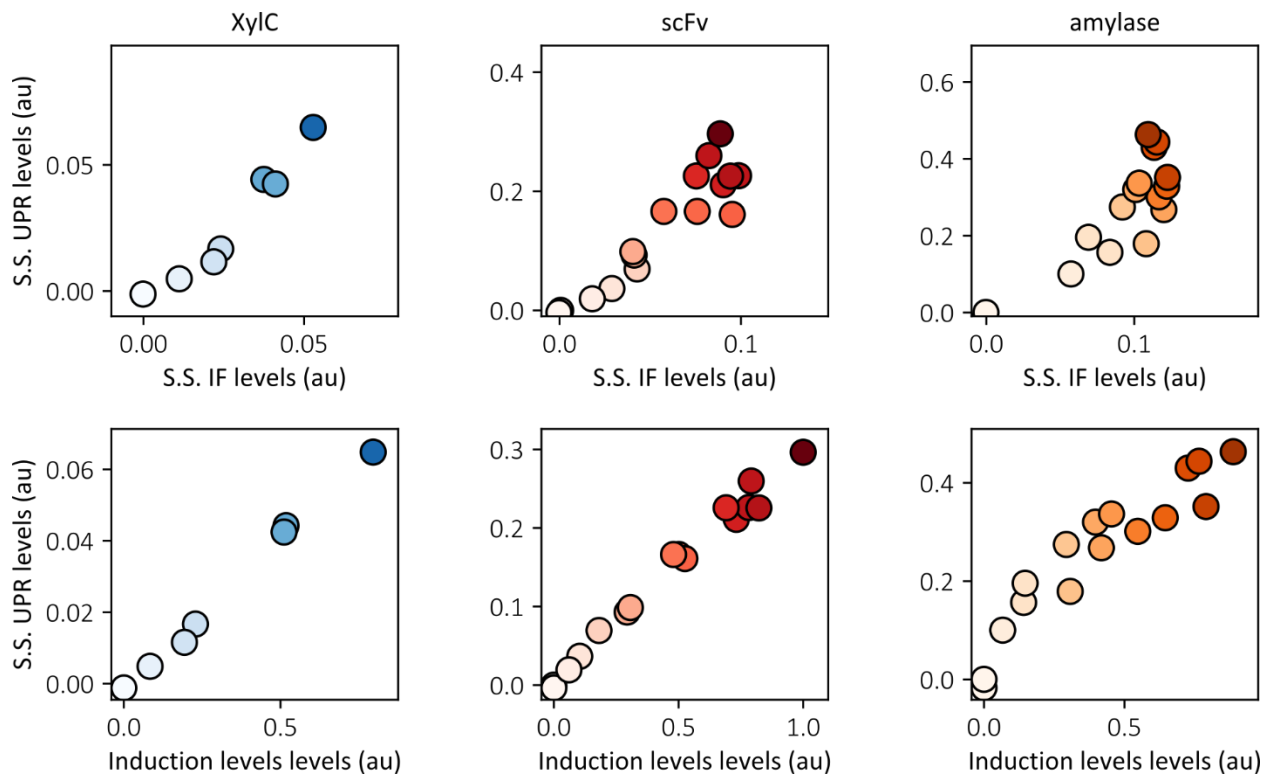 XylC scFv amylase
S.S. UPR levels (au)
0.05
0.00
0.00 0.05
S.S. IF levels (au)
0.4
0.2
0.0
0.0 0.1
S.S. IF levels (au)
0.6
0.4
0.2
0.0
0.0 0.1
S.S. IF levels (au)
S.S. UPR levels (au)
0.06
0.04
0.02
0.00
0.0 0.5
Induction levels levels (au)
0.3
0.2
0.1
0.0
0.0 0.5 1.0
Induction levels levels (au)
0.4
0.2
0.0
0.0 0.5
Induction levels levels (au)